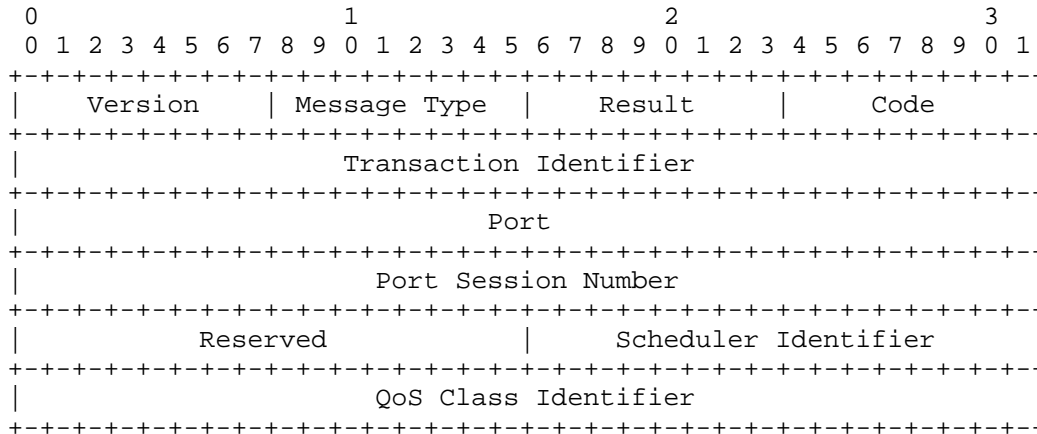 0                   1                   2                   3
 0 1 2 3 4 5 6 7 8 9 0 1 2 3 4 5 6 7 8 9 0 1 2 3 4 5 6 7 8 9 0 1
+-+-+-+-+-+-+-+-+-+-+-+-+-+-+-+-+-+-+-+-+-+-+-+-+-+-+-+-+-+-+-+--
|    Version    | Message Type  |    Result     |     Code
+-+-+-+-+-+-+-+-+-+-+-+-+-+-+-+-+-+-+-+-+-+-+-+-+-+-+-+-+-+-+-+--
|                    Transaction Identifier
+-+-+-+-+-+-+-+-+-+-+-+-+-+-+-+-+-+-+-+-+-+-+-+-+-+-+-+-+-+-+-+--
|                             Port
+-+-+-+-+-+-+-+-+-+-+-+-+-+-+-+-+-+-+-+-+-+-+-+-+-+-+-+-+-+-+-+--
|                      Port Session Number
+-+-+-+-+-+-+-+-+-+-+-+-+-+-+-+-+-+-+-+-+-+-+-+-+-+-+-+-+-+-+-+--
|           Reserved            |     Scheduler Identifier
+-+-+-+-+-+-+-+-+-+-+-+-+-+-+-+-+-+-+-+-+-+-+-+-+-+-+-+-+-+-+-+--
|                      QoS Class Identifier
+-+-+-+-+-+-+-+-+-+-+-+-+-+-+-+-+-+-+-+-+-+-+-+-+-+-+-+-+-+-+-+--